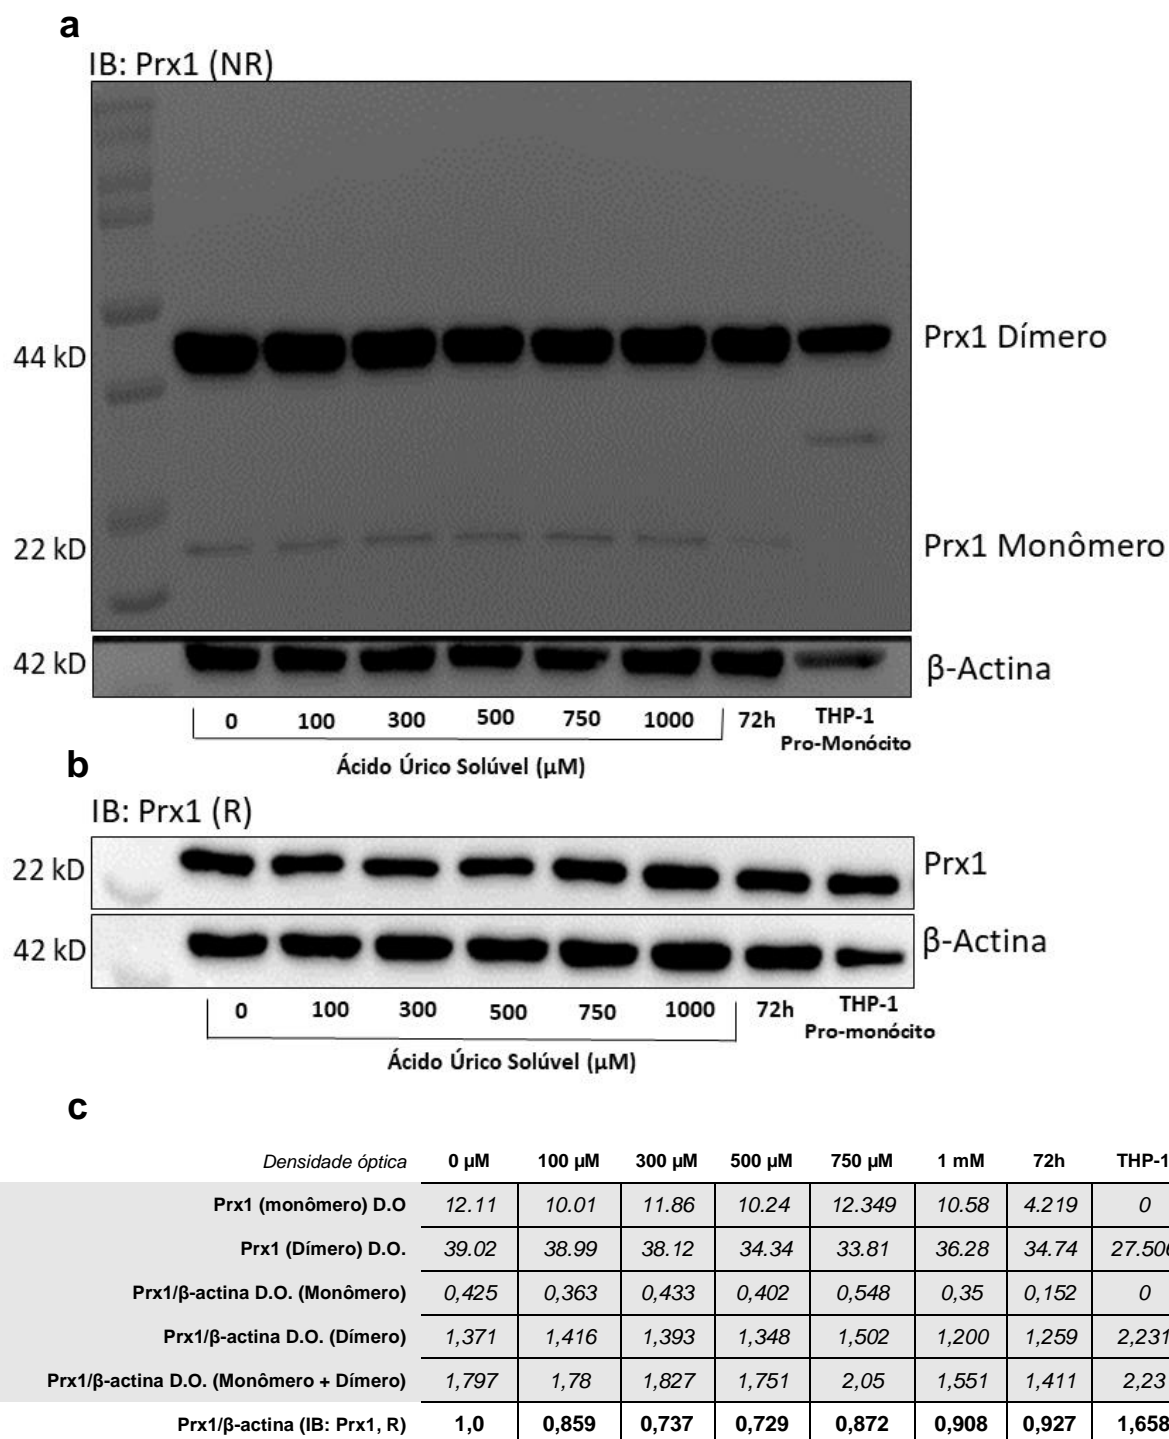 a
IB: Prx1 (NR)
44 kD
Prx1 Dímero
22 kD
Prx1 Monômero
42 kD
β-Actina
0 100 300 500 750 1000 72h THP-1
Pro-Monócito
Ácido Úrico Solúvel (µM)
b
IB: Prx1 (R)
22 kD
Prx1
42 kD
β-Actina
0 100 300 500 750 1000 72h THP-1
Pro-monócito
Ácido Úrico Solúvel (µM)
c
Densidade óptica 0 µM 100 µM 300 µM 500 µM 750 µM 1 mM 72h THP-1
Prx1 (monômero) D.O 12.11 10.01 11.86 10.24 12.349 10.58 4.219 0
Prx1 (Dímero) D.O. 39.02 38.99 38.12 34.34 33.81 36.28 34.74 27.506
Prx1/β-actina D.O. (Monômero) 0,425 0,363 0,433 0,402 0,548 0,35 0,152 0
Prx1/β-actina D.O. (Dímero) 1,371 1,416 1,393 1,348 1,502 1,200 1,259 2,231
Prx1/β-actina D.O. (Monômero + Dímero) 1,797 1,78 1,827 1,751 2,05 1,551 1,411 2,23
Prx1/β-actina (IB: Prx1, R) 1,0 0,859 0,737 0,729 0,872 0,908 0,927 1,658